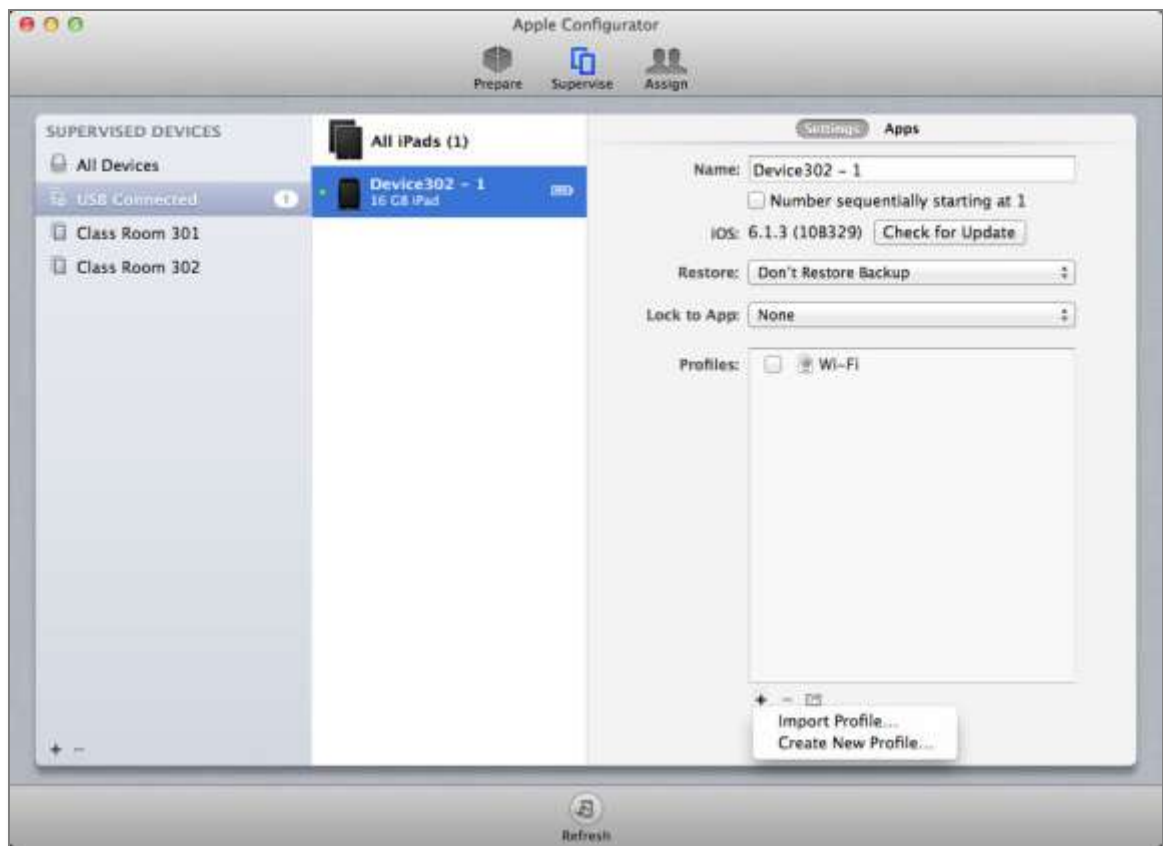 Apple Configurator
Prepare Supervise Assign
SUPERVISED DEVICES
All Devices
USB Connected 1
Class Room 301
Class Room 302
+ −
All iPads (1)
Device302 – 1
16 GB iPad
Settings Apps
Name: Device302 – 1
Number sequentially starting at 1
iOS: 6.1.3 (10B329) Check for Update
Restore: Don't Restore Backup
Lock to App: None
Profiles: Wi-Fi
+ −
Import Profile...
Create New Profile...
Refresh